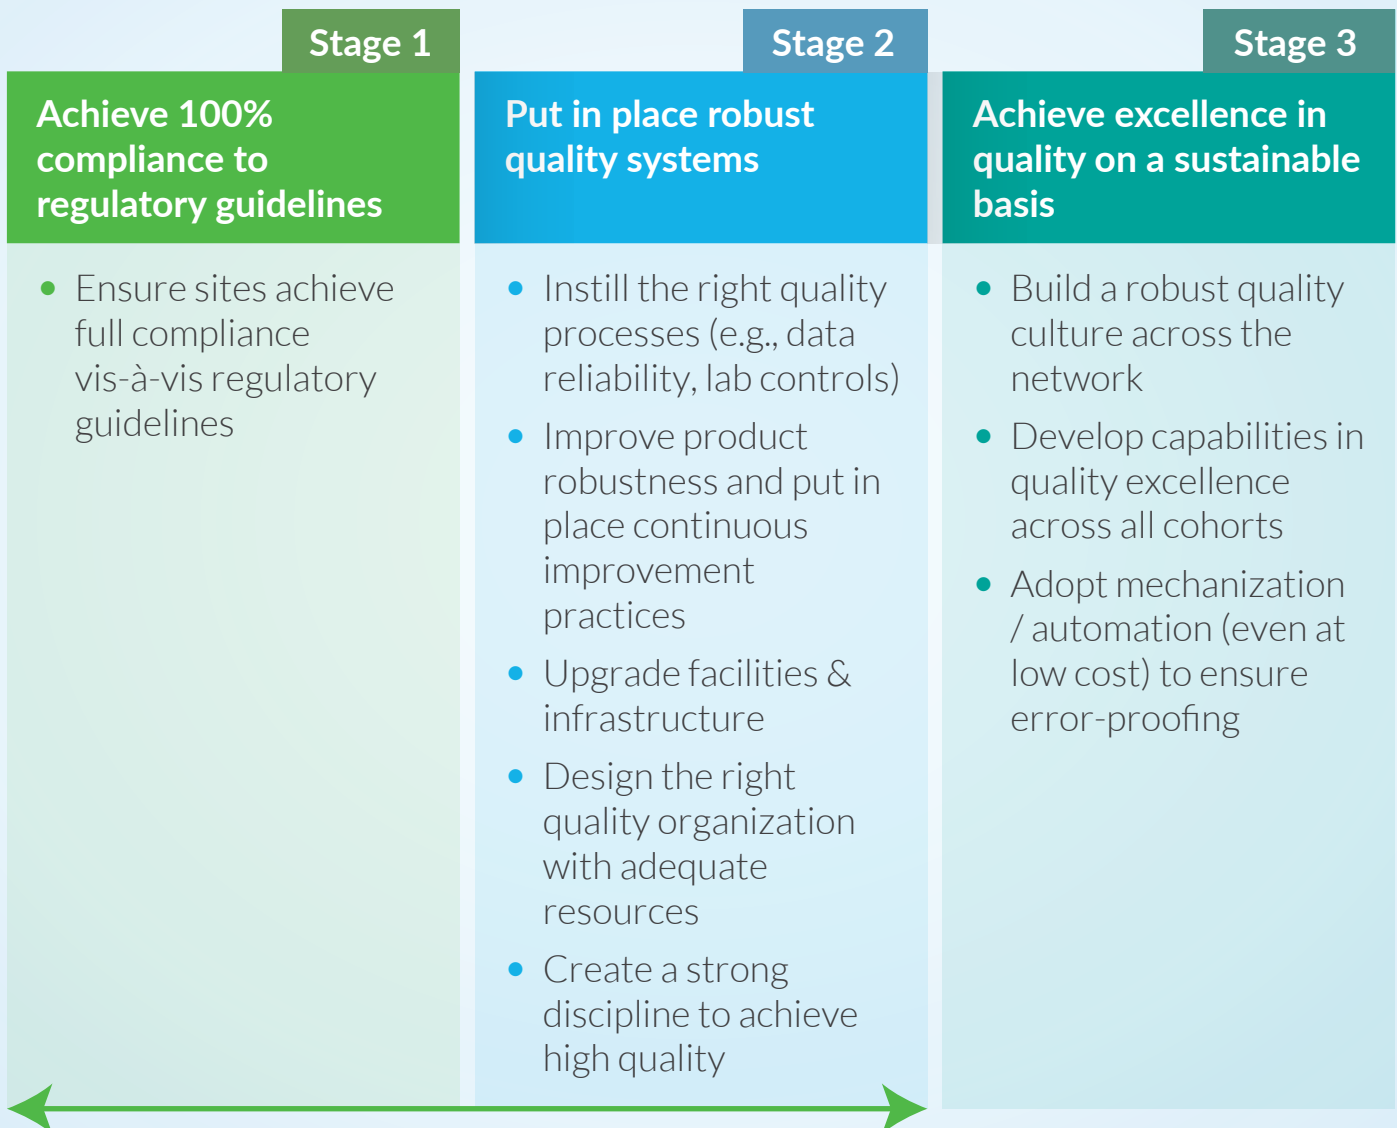 Stage 1
Achieve 100%
compliance to
regulatory guidelines
• Ensure sites achieve
full compliance
vis-à-vis regulatory
guidelines
Stage 2
Put in place robust
quality systems
• Instill the right quality
processes (e.g., data
reliability, lab controls)
• Improve product
robustness and put in
place continuous
improvement
practices
• Upgrade facilities &
infrastructure
• Design the right
quality organization
with adequate
resources
• Create a strong
discipline to achieve
high quality
Stage 3
Achieve excellence in
quality on a sustainable
basis
• Build a robust quality
culture across the
network
• Develop capabilities in
quality excellence
across all cohorts
• Adopt mechanization
/ automation (even at
low cost) to ensure
error-proofing